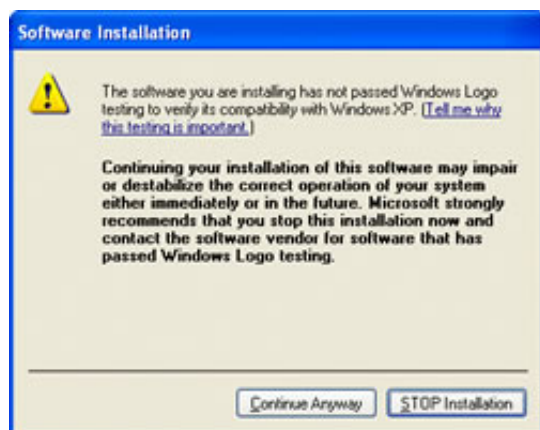 Software Installation
The software you are installing has not passed Windows Logo
testing to verify its compatibility with Windows XP. (Tell me why
this testing is important.)
Continuing your installation of this software may impair
or destabilize the correct operation of your system
either immediately or in the future. Microsoft strongly
recommends that you stop this installation now and
contact the software vendor for software that has
passed Windows Logo testing.
Continue Anyway STOP Installation